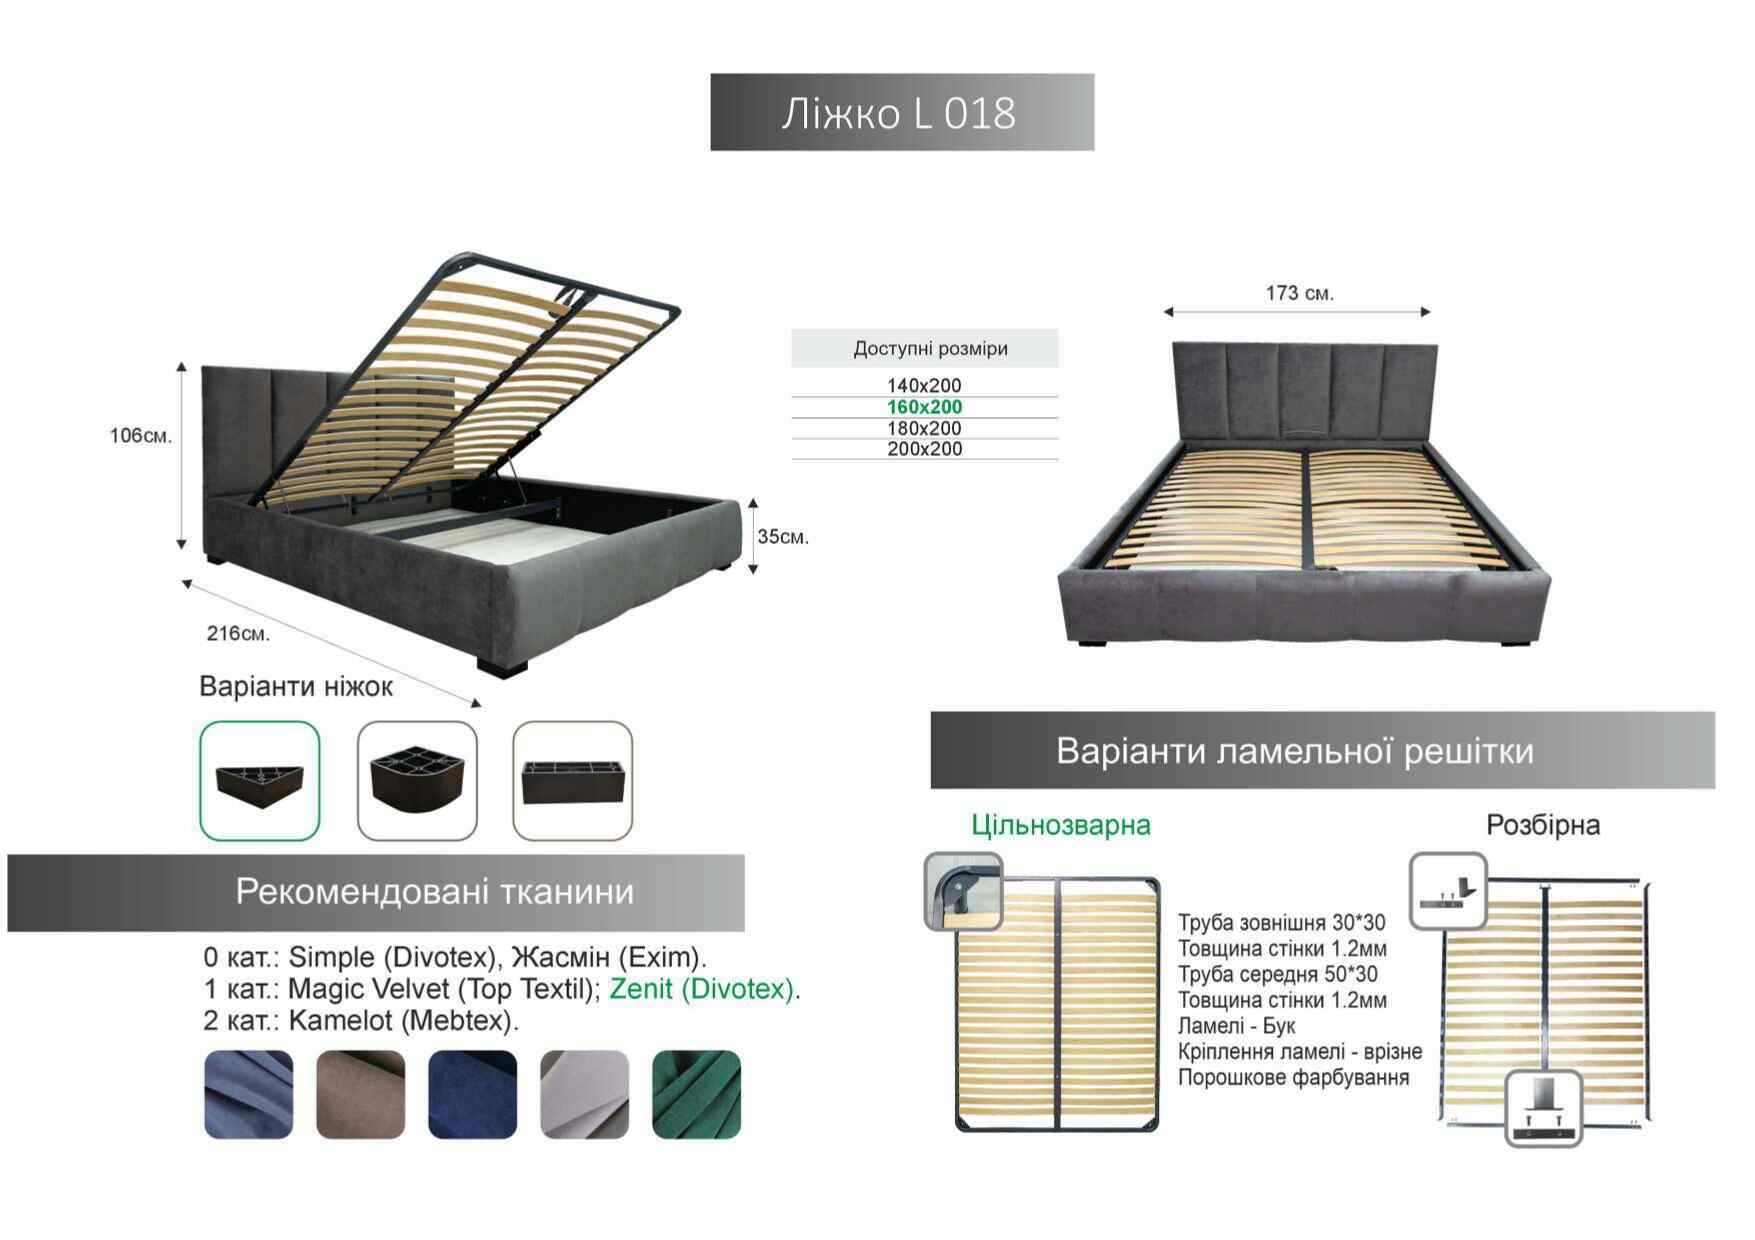 Ліжко L 018
173 см.
Доступні розміри
140x200
160x200
180x200
200x200
106см.
35см.
216см.
Варіанти ніжок
Варіанти ламельної решітки
Цільнозварна
Розбірна
Рекомендовані тканини
0 кат.: Simple (Divotex), Жасмін (Exim).
1 кат.: Magic Velvet (Top Textil); Zenit (Divotex).
2 кат.: Kamelot (Mebtex).
Труба зовнішня 30*30
Товщина стінки 1.2мм
Труба середня 50*30
Товщина стінки 1.2мм
Ламелі - Бук
Кріплення ламелі - врізне
Порошкове фарбування